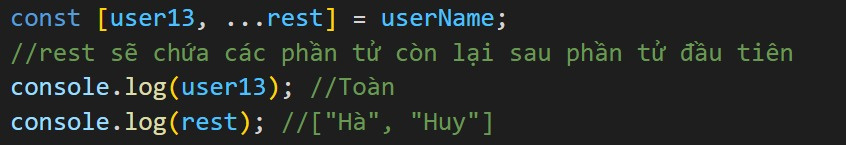 const [user13, ...rest] = userName;
//rest sẽ chứa các phần tử còn lại sau phần tử đầu tiên
console.log(user13); //Toàn
console.log(rest); //["Hà", "Huy"]